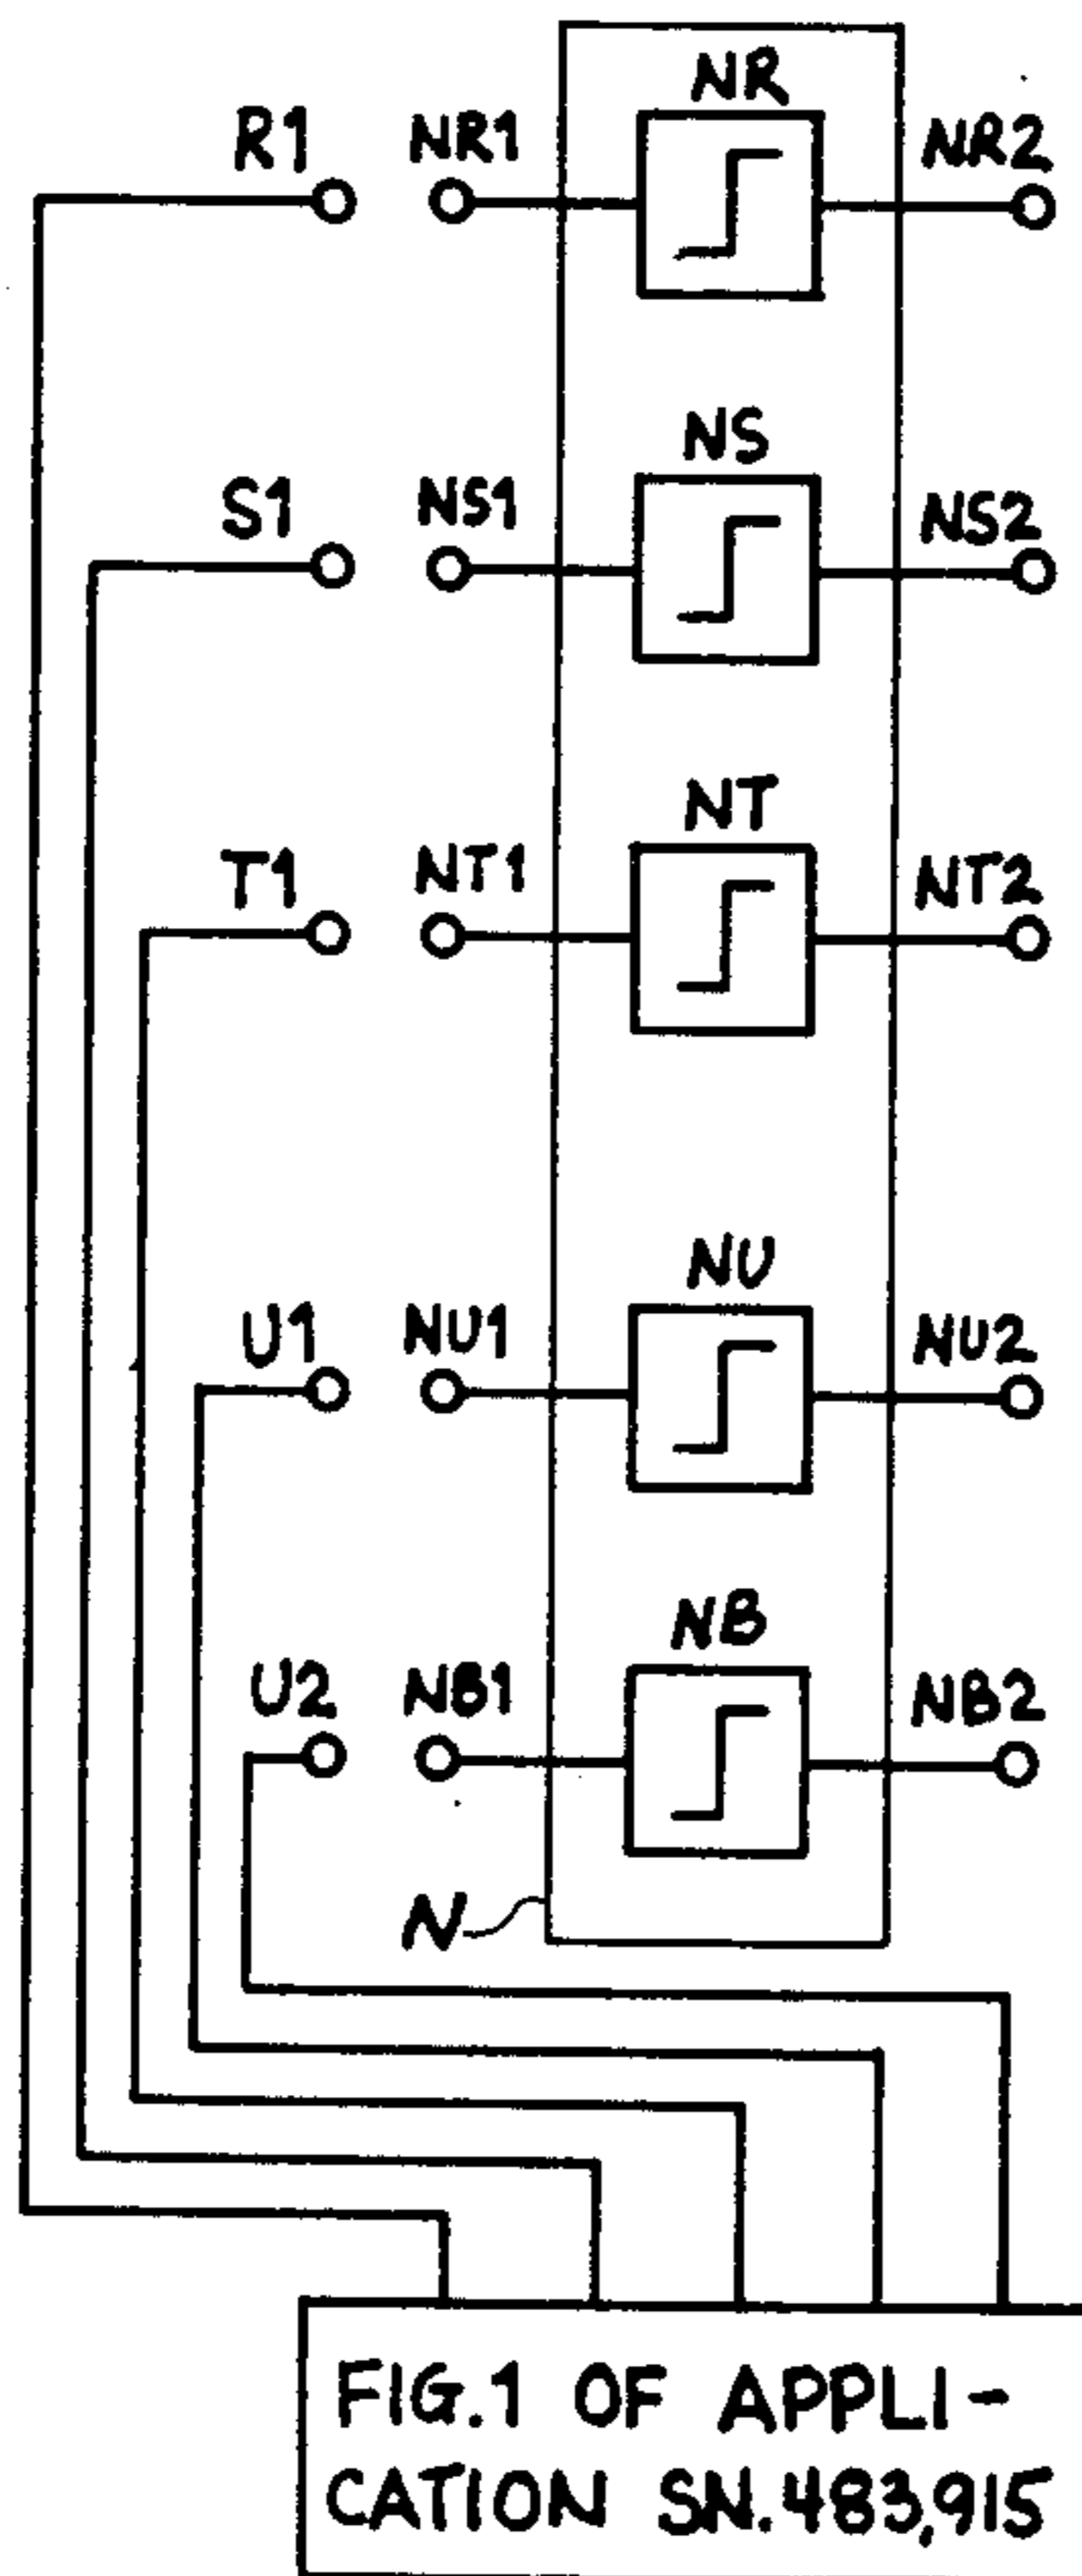 NR
R1 NR1 NR2
NS
S1 NS1 NS2
NT
T1 NT1 NT2
NU
U1 NU1 NU2
NB
U2 NB1 NB2
N
FIG.1 OF APPLI-
CATION SN.483,915